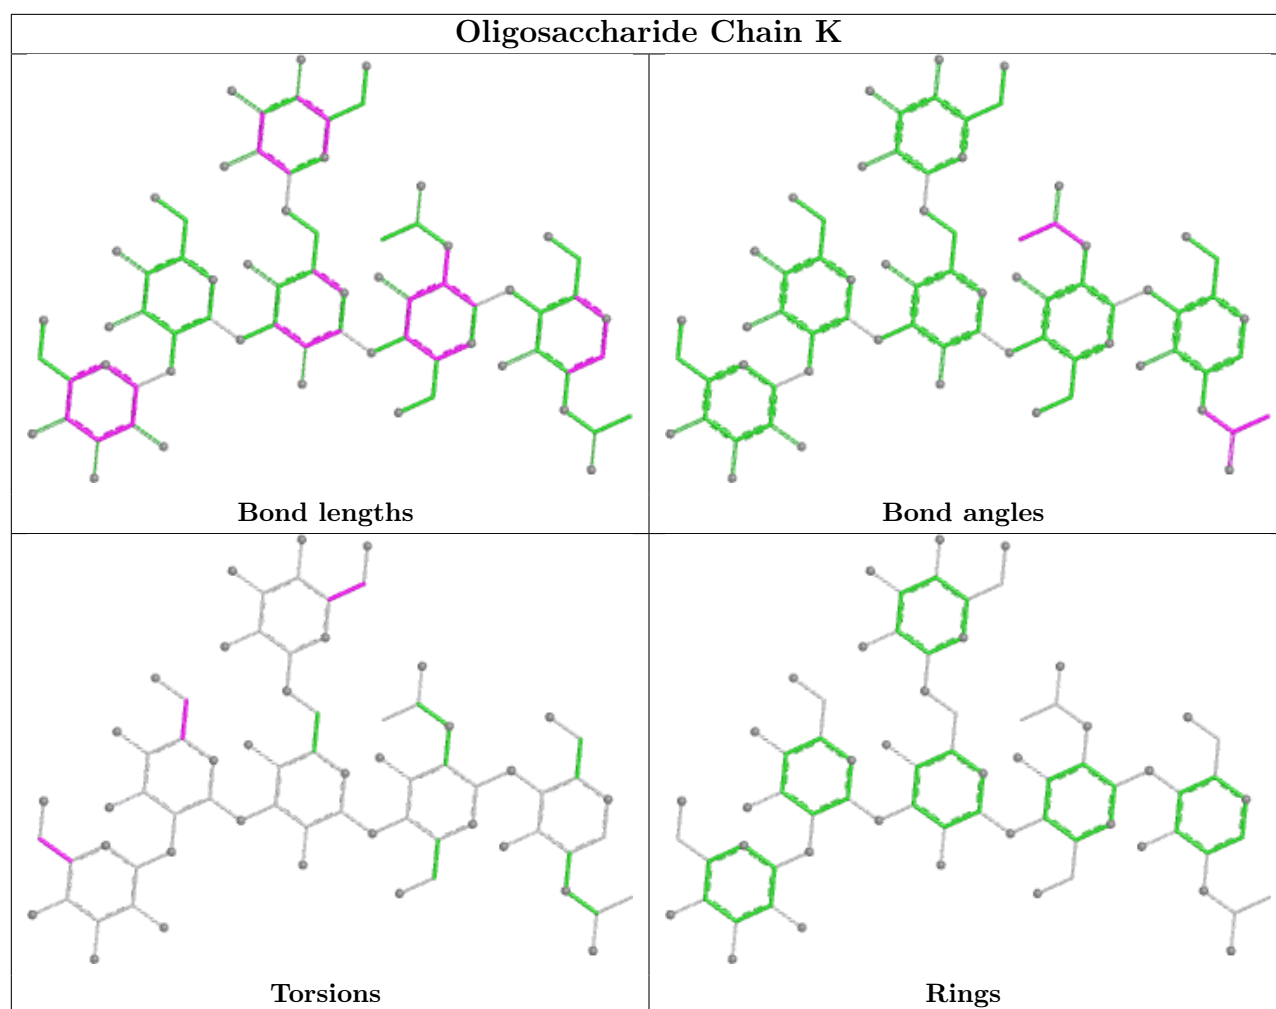 Oligosaccharide Chain K
Bond lengths
Bond angles
Torsions
Rings